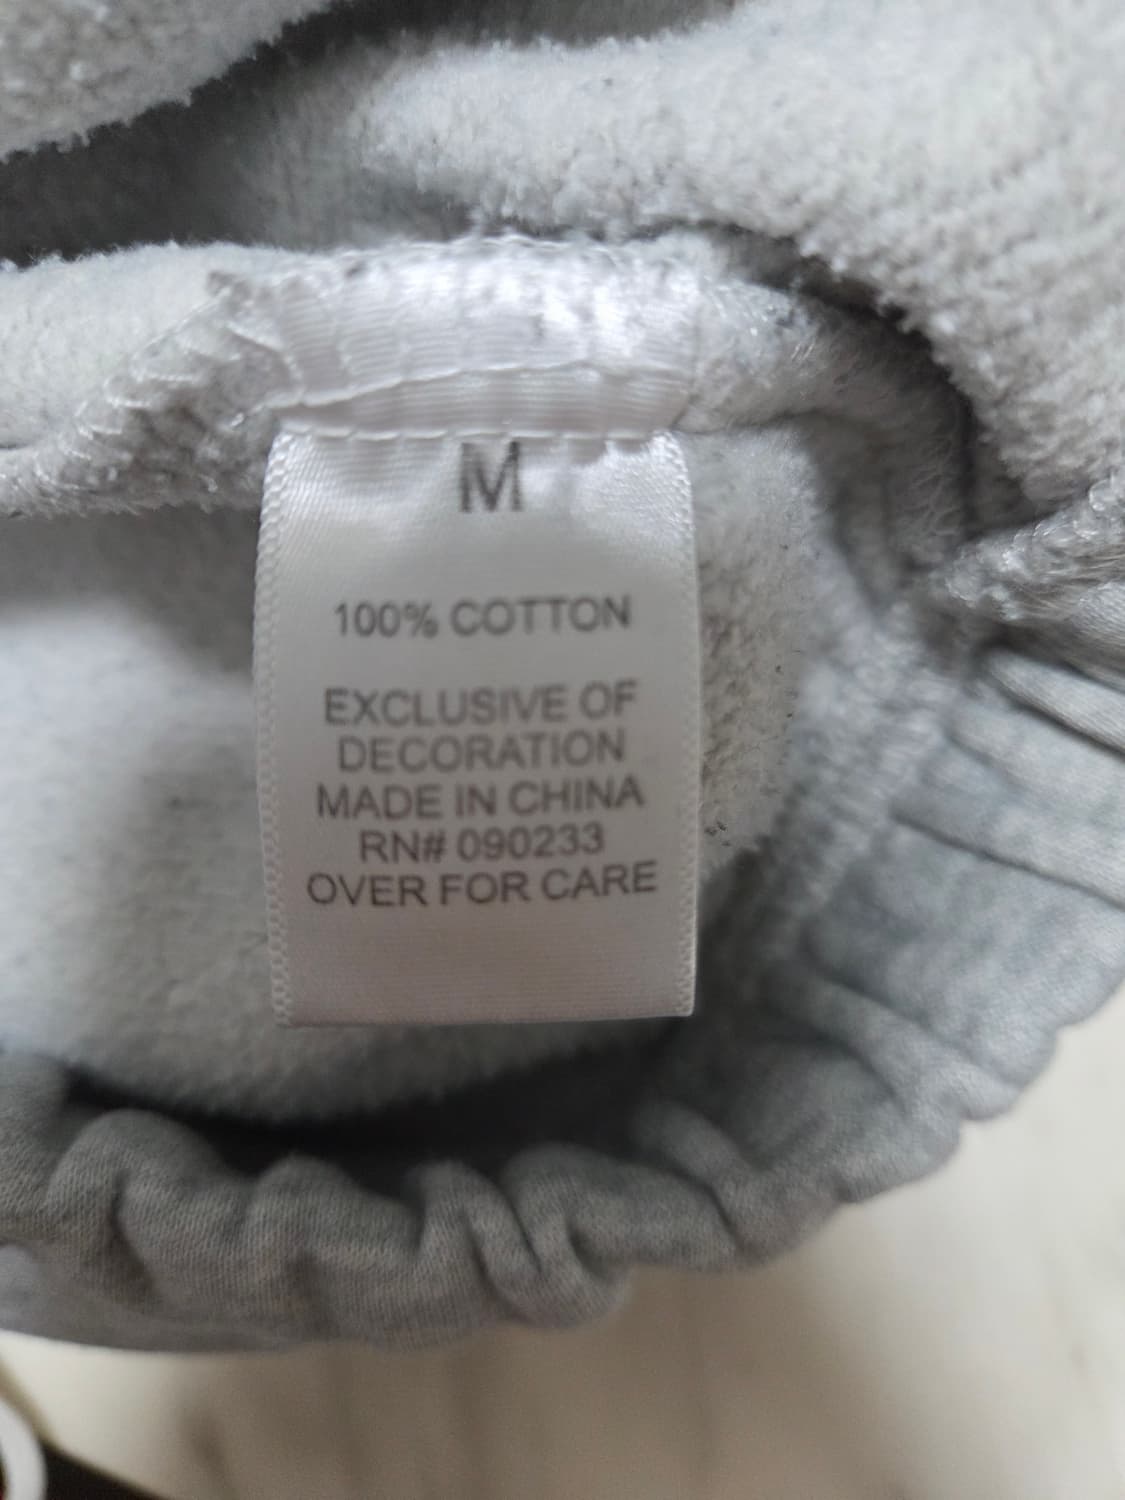 M
100% COTTON
EXCLUSIVE OF
DECORATION
MADE IN CHINA
RN# 090233
OVER FOR CARE